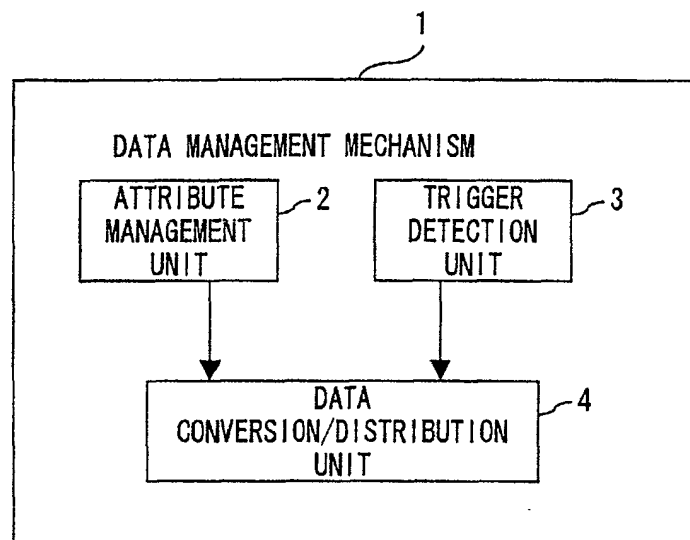 1
DATA MANAGEMENT MECHANISM
ATTRIBUTE
MANAGEMENT
UNIT
2
TRIGGER
DETECTION
UNIT
3
DATA
CONVERSION/DISTRIBUTION
UNIT
4